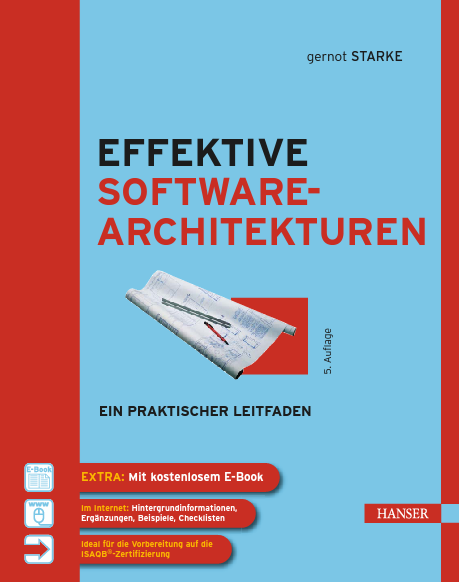 gernot STARKE
EFFEKTIVE
SOFTWARE-
ARCHITEKTUREN
5. Auflage
EIN PRAKTISCHER LEITFADEN
E-Book
EXTRA: Mit kostenlosem E-Book
www
Im Internet: Hintergrundinformationen,
Ergänzungen, Beispiele, Checklisten
HANSER
Ideal für die Vorbereitung auf die
ISAQB®-Zertifizierung